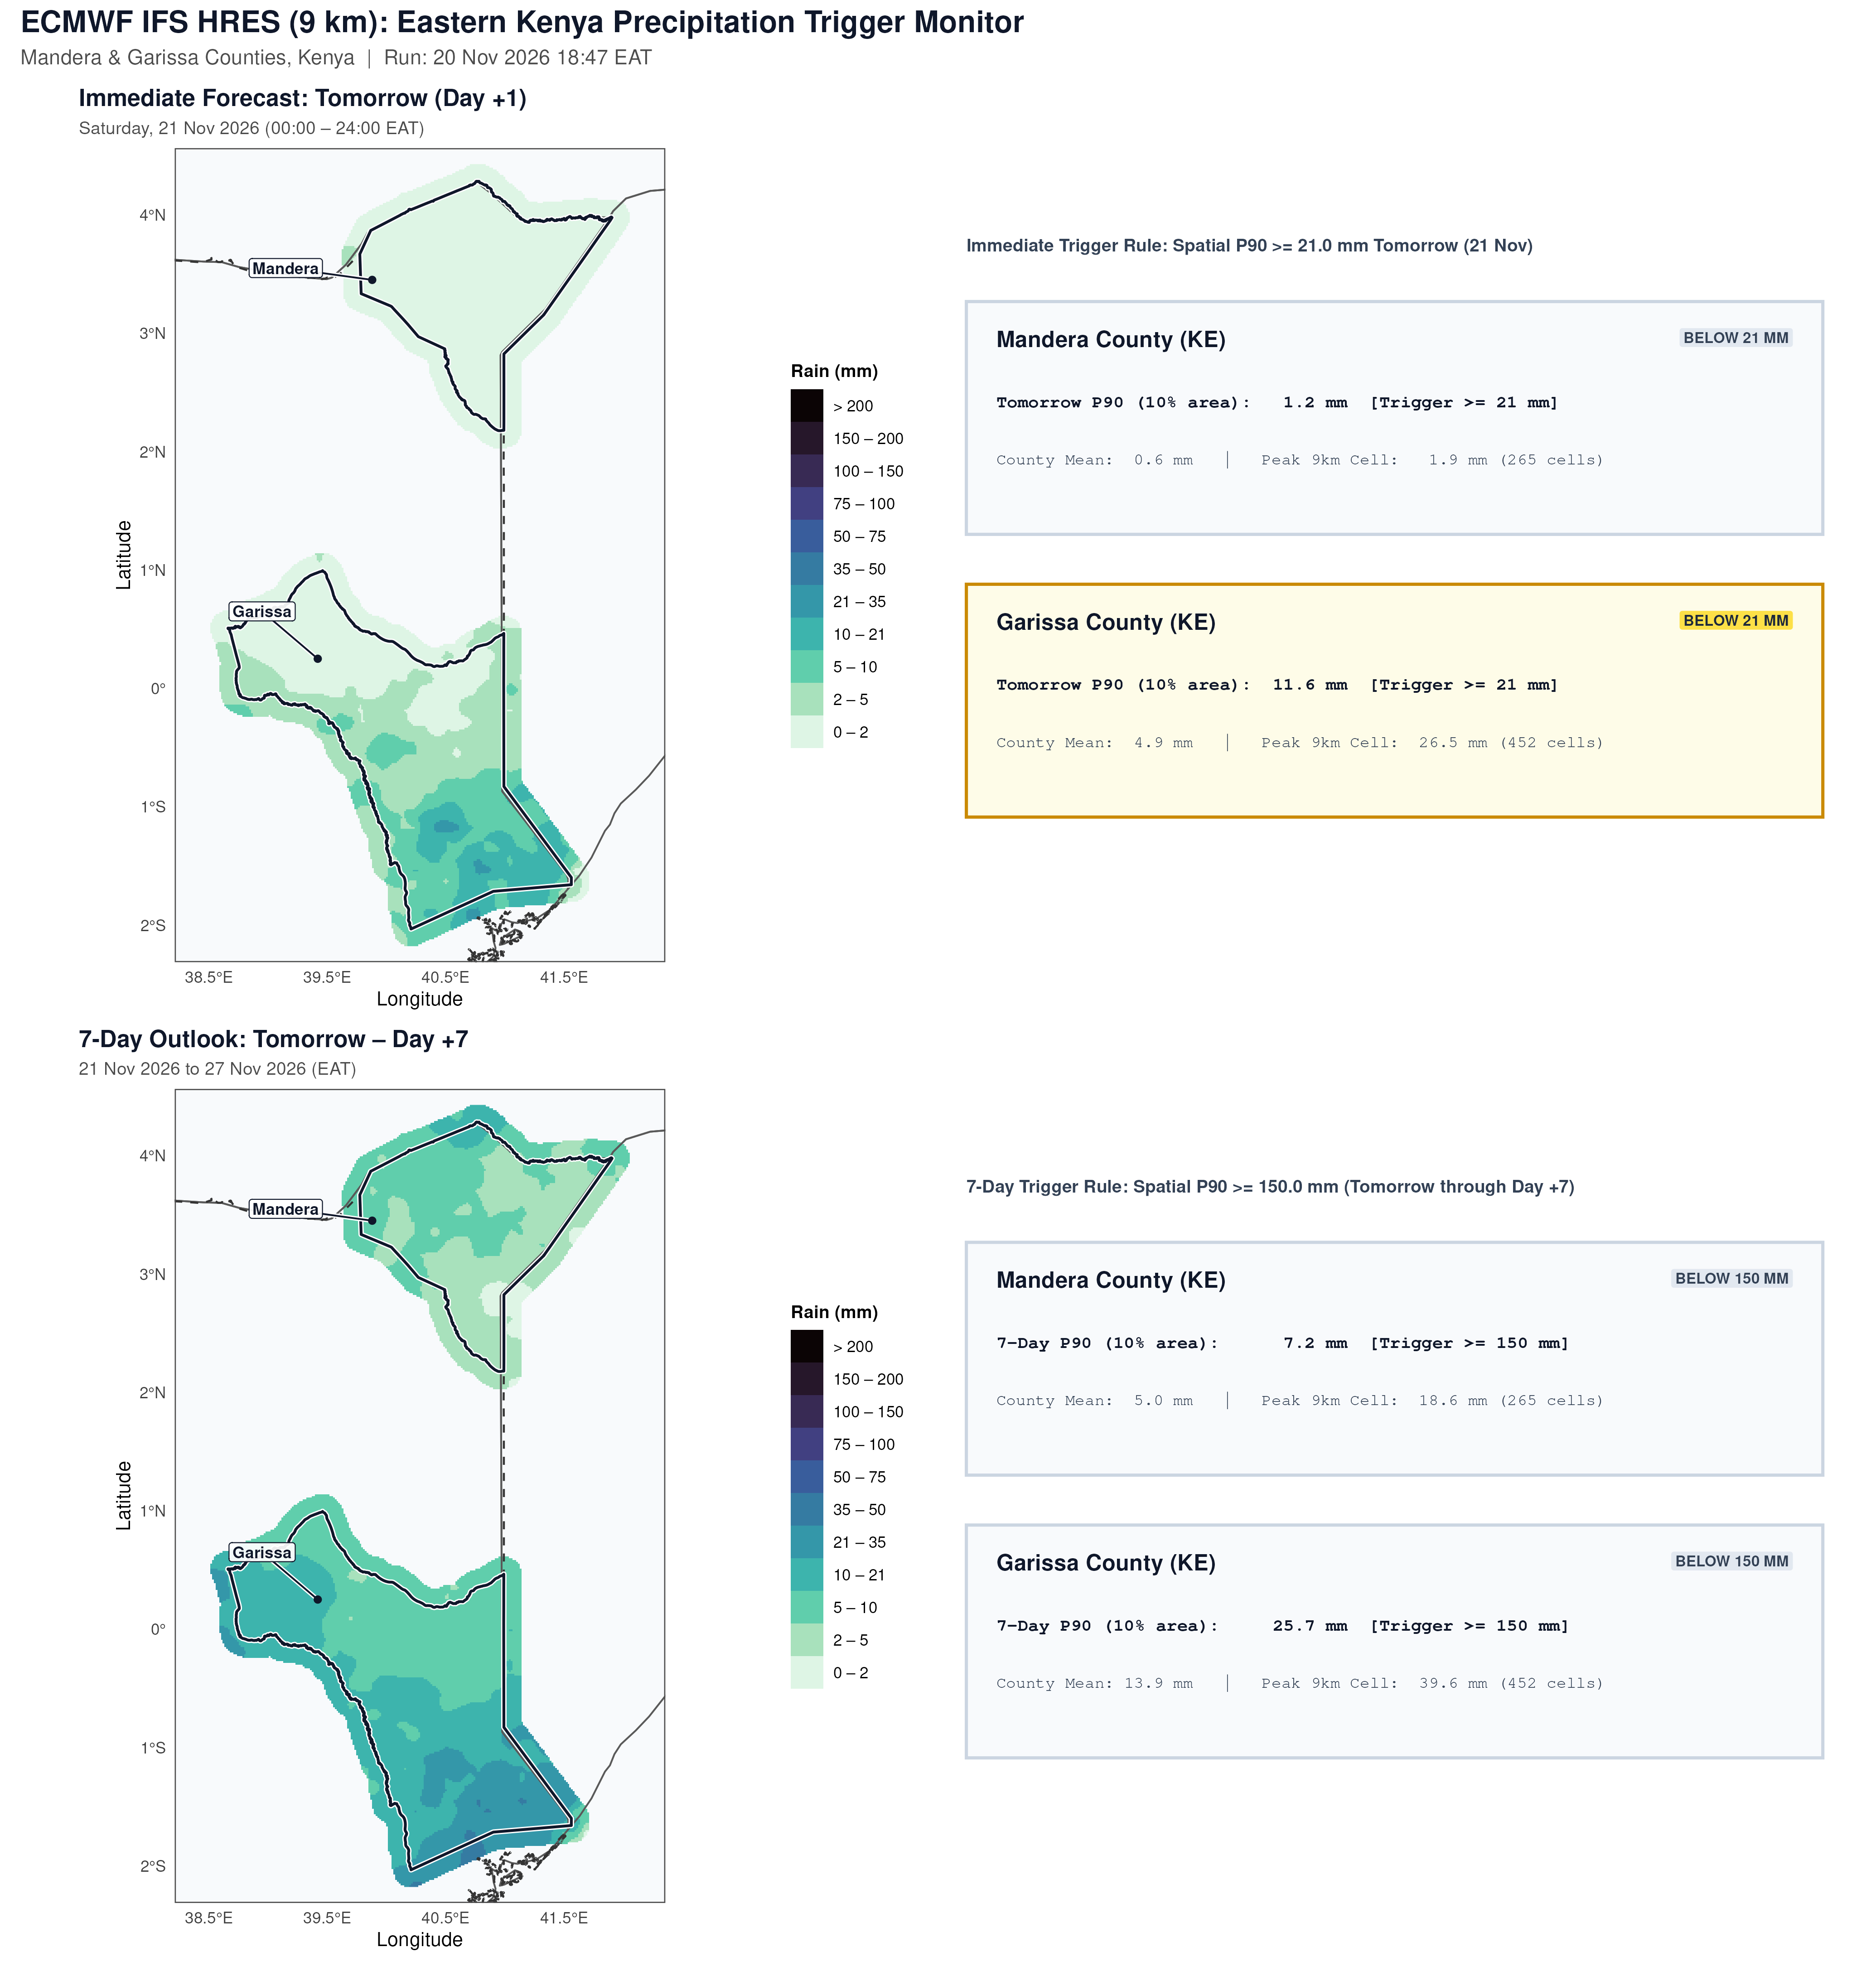 ECMWF IFS HRES (9 km): Eastern Kenya Precipitation Trigger Monitor
Mandera & Garissa Counties, Kenya | Run: 20 Nov 2026 18:47 EAT
Immediate Forecast: Tomorrow (Day +1)
Saturday, 21 Nov 2026 (00:00 – 24:00 EAT)
4°N
3°N
2°N
1°N
0°
1°S
2°S
Latitude
Mandera
Garissa
38.5°E
39.5°E
40.5°E
41.5°E
Longitude
Rain (mm)
> 200
150 – 200
100 – 150
75 – 100
50 – 75
35 – 50
21 – 35
10 – 21
5 – 10
2 – 5
0 – 2
Immediate Trigger Rule: Spatial P90 >= 21.0 mm Tomorrow (21 Nov)
Mandera County (KE)
BELOW 21 MM
Tomorrow P90 (10% area): 1.2 mm [Trigger >= 21 mm]
County Mean: 0.6 mm | Peak 9km Cell: 1.9 mm (265 cells)
Garissa County (KE)
BELOW 21 MM
Tomorrow P90 (10% area): 11.6 mm [Trigger >= 21 mm]
County Mean: 4.9 mm | Peak 9km Cell: 26.5 mm (452 cells)
7-Day Outlook: Tomorrow – Day +7
21 Nov 2026 to 27 Nov 2026 (EAT)
4°N
3°N
2°N
1°N
0°
1°S
2°S
Latitude
Mandera
Garissa
38.5°E
39.5°E
40.5°E
41.5°E
Longitude
Rain (mm)
> 200
150 – 200
100 – 150
75 – 100
50 – 75
35 – 50
21 – 35
10 – 21
5 – 10
2 – 5
0 – 2
7-Day Trigger Rule: Spatial P90 >= 150.0 mm (Tomorrow through Day +7)
Mandera County (KE)
BELOW 150 MM
7-Day P90 (10% area): 7.2 mm [Trigger >= 150 mm]
County Mean: 5.0 mm | Peak 9km Cell: 18.6 mm (265 cells)
Garissa County (KE)
BELOW 150 MM
7-Day P90 (10% area): 25.7 mm [Trigger >= 150 mm]
County Mean: 13.9 mm | Peak 9km Cell: 39.6 mm (452 cells)